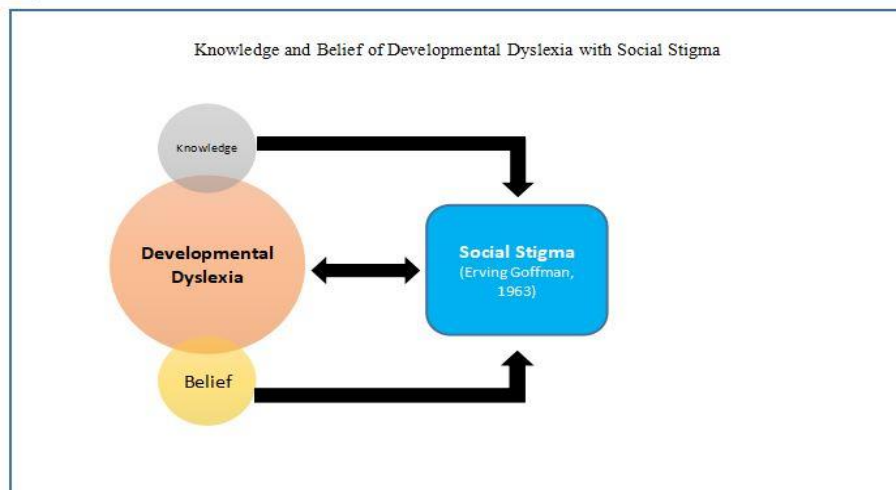 Knowledge and Belief of Developmental Dyslexia with Social Stigma
Knowledge
Developmental
Dyslexia
Social Stigma
(Erving Goffman,
1963)
Belief